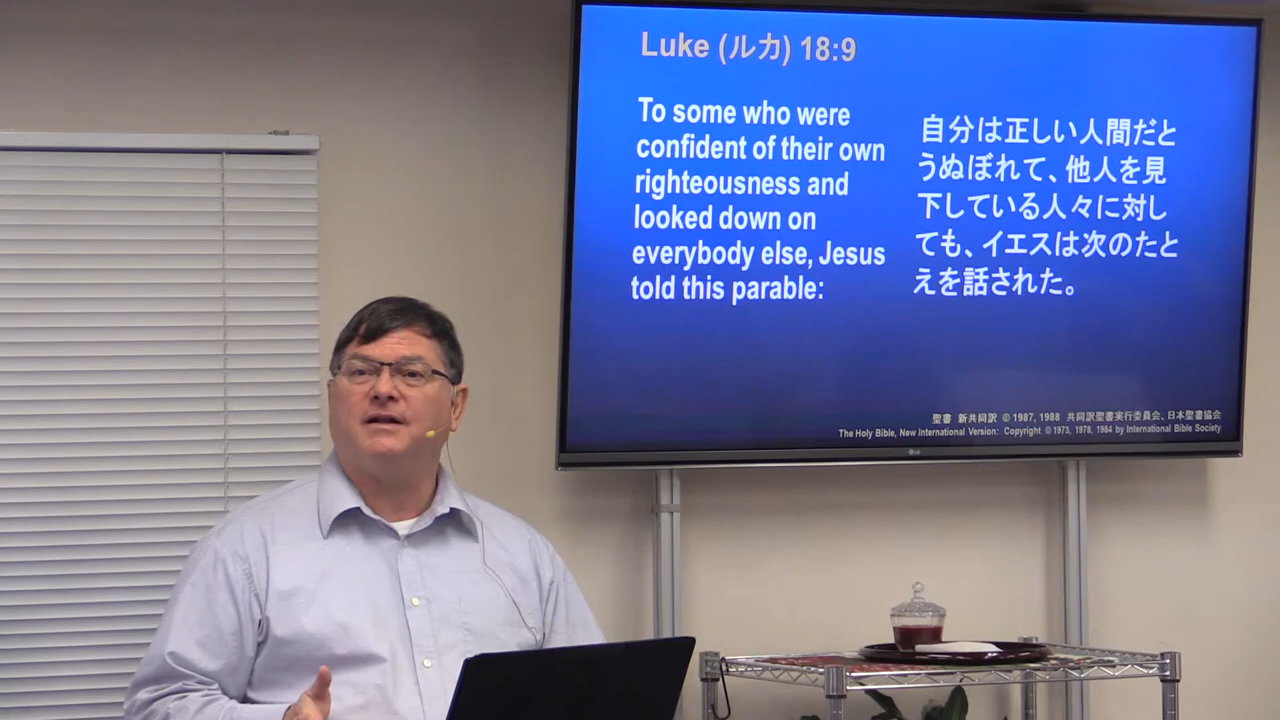 Luke (ルカ) 18:9
To some who were
confident of their own
righteousness and
looked down on
everybody else, Jesus
told this parable:
自分は正しい人間だと
うぬぼれて、他人を見
下している人々に対し
ても、イエスは次のたと
えを話された。
聖書 新共同訳 © 1987, 1988 共同訳聖書実行委員会、日本聖書協会
The Holy Bible, New International Version: Copyright © 1973, 1978, 1984 by International Bible Society
LG